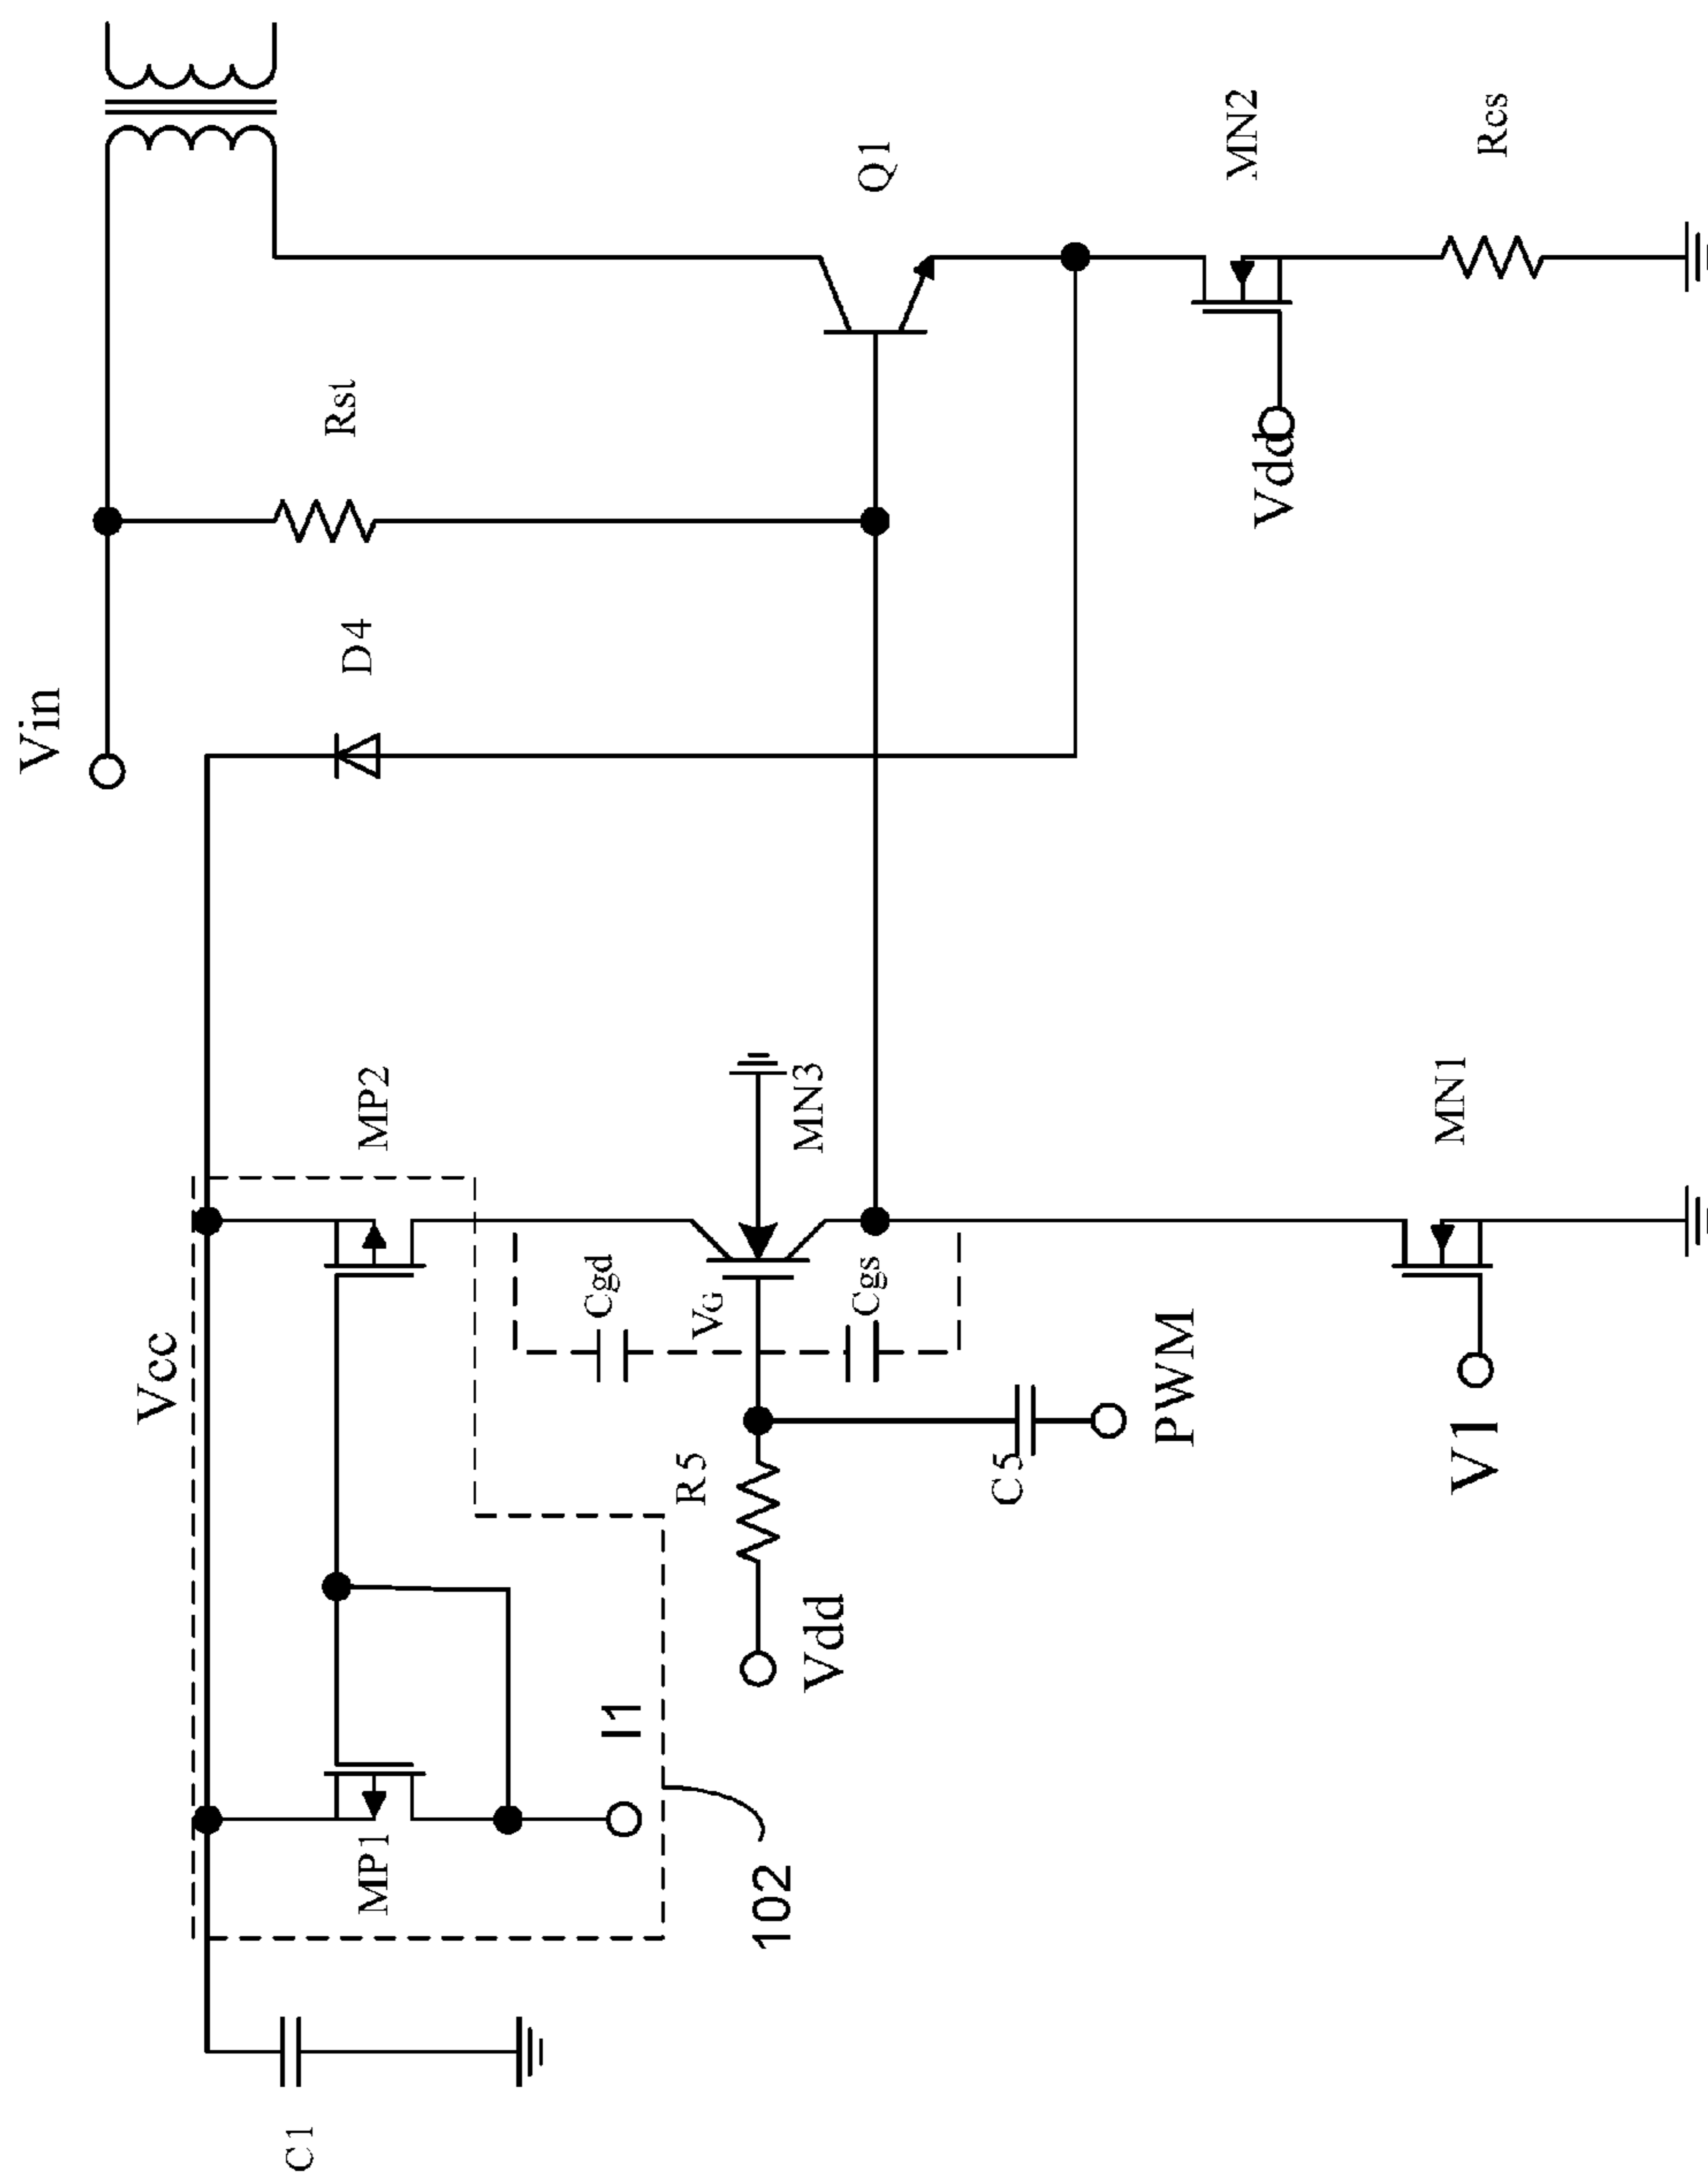 Vin
Vcc
Rst
Q1
D4
MP2
MP1
C1
I1
102
Cgd
VG
Cgs
MN3
R5
Vdd
C5
PWM
MN1
V1
MN2
Vdd
Rcs